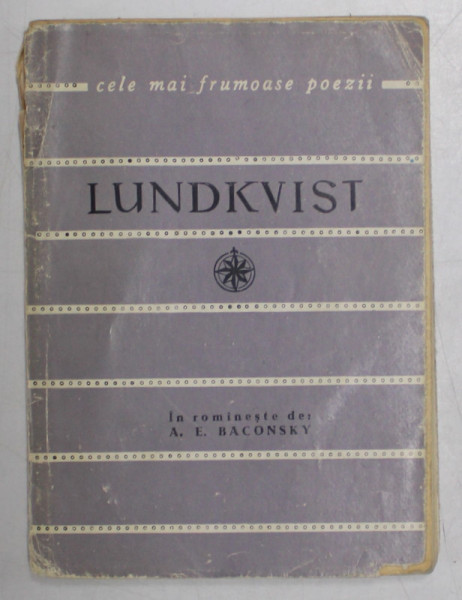 cele mai frumoase poezii
LUNDKVIST
În romînește de:
A. E. BACONSKY